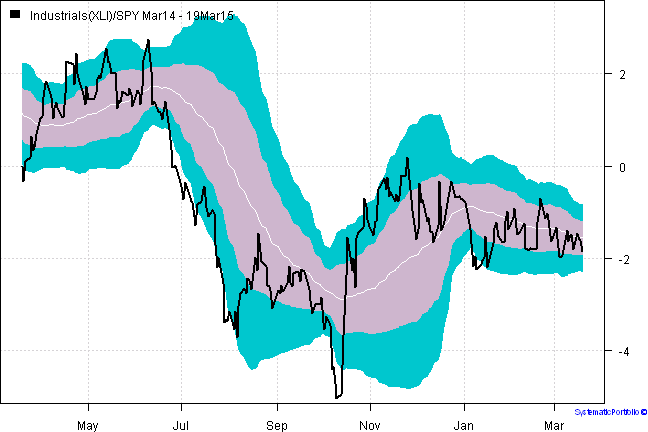 Industrials(XLI)/SPY Mar14 - 19Mar15
2
0
-2
-4
May Jul Sep Nov Jan Mar
SystematicPortfolio ©